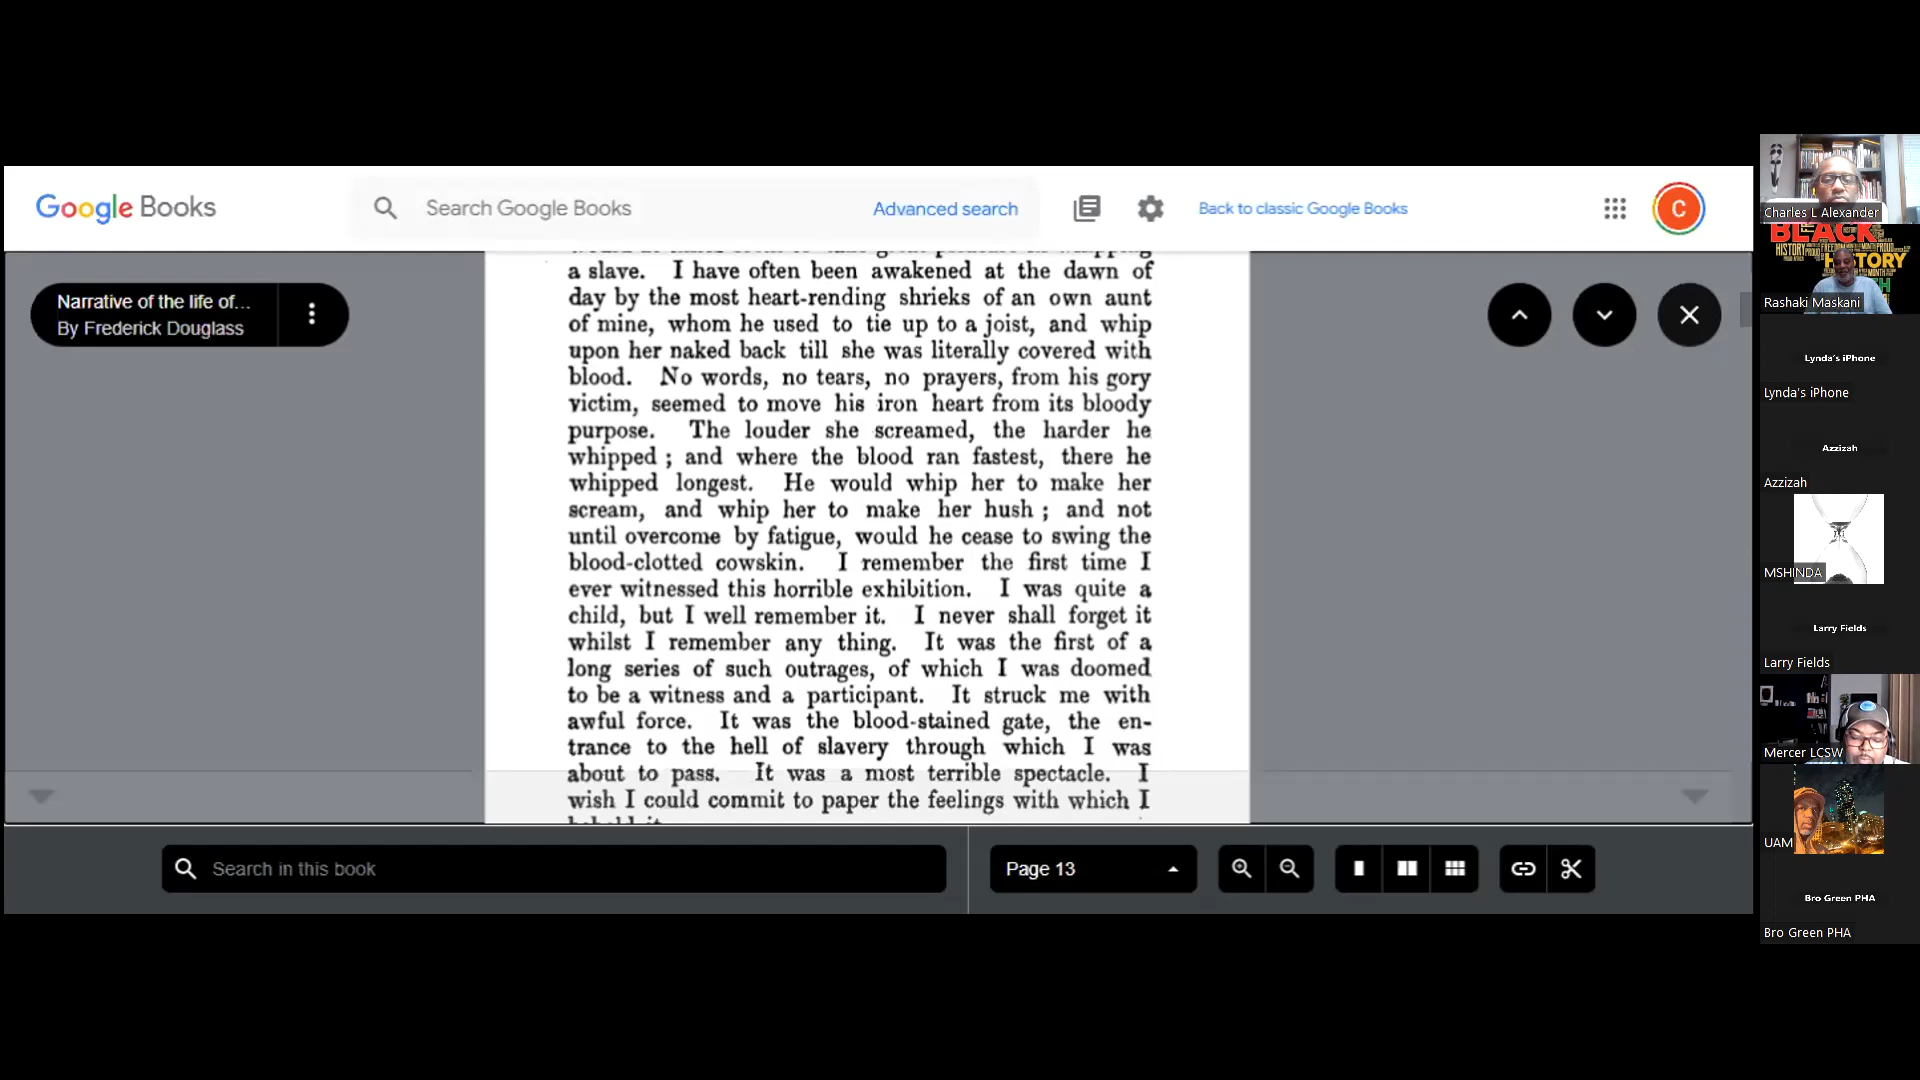 Google Books
Search Google Books
Advanced search
Back to classic Google Books
C
Narrative of the life of...
By Frederick Douglass
a slave. I have often been awakened at the dawn of
day by the most heart-rending shrieks of an own aunt
of mine, whom he used to tie up to a joist, and whip
upon her naked back till she was literally covered with
blood. No words, no tears, no prayers, from his gory
victim, seemed to move his iron heart from its bloody
purpose. The louder she screamed, the harder he
whipped ; and where the blood ran fastest, there he
whipped longest. He would whip her to make her
scream, and whip her to make her hush ; and not
until overcome by fatigue, would he cease to swing the
blood-clotted cowskin. I remember the first time I
ever witnessed this horrible exhibition. I was quite a
child, but I well remember it. I never shall forget it
whilst I remember any thing. It was the first of a
long series of such outrages, of which I was doomed
to be a witness and a participant. It struck me with
awful force. It was the blood-stained gate, the en-
trance to the hell of slavery through which I was
about to pass. It was a most terrible spectacle. I
wish I could commit to paper the feelings with which I
Search in this book
Page 13
Charles L Alexander
BLACK
HISTORY
Rashaki Maskani
Lynda's iPhone
Lynda's iPhone
Azzizah
Azzizah
MSHINDA
Larry Fields
Larry Fields
Mercer LCSW
UAM
Bro Green PHA
Bro Green PHA